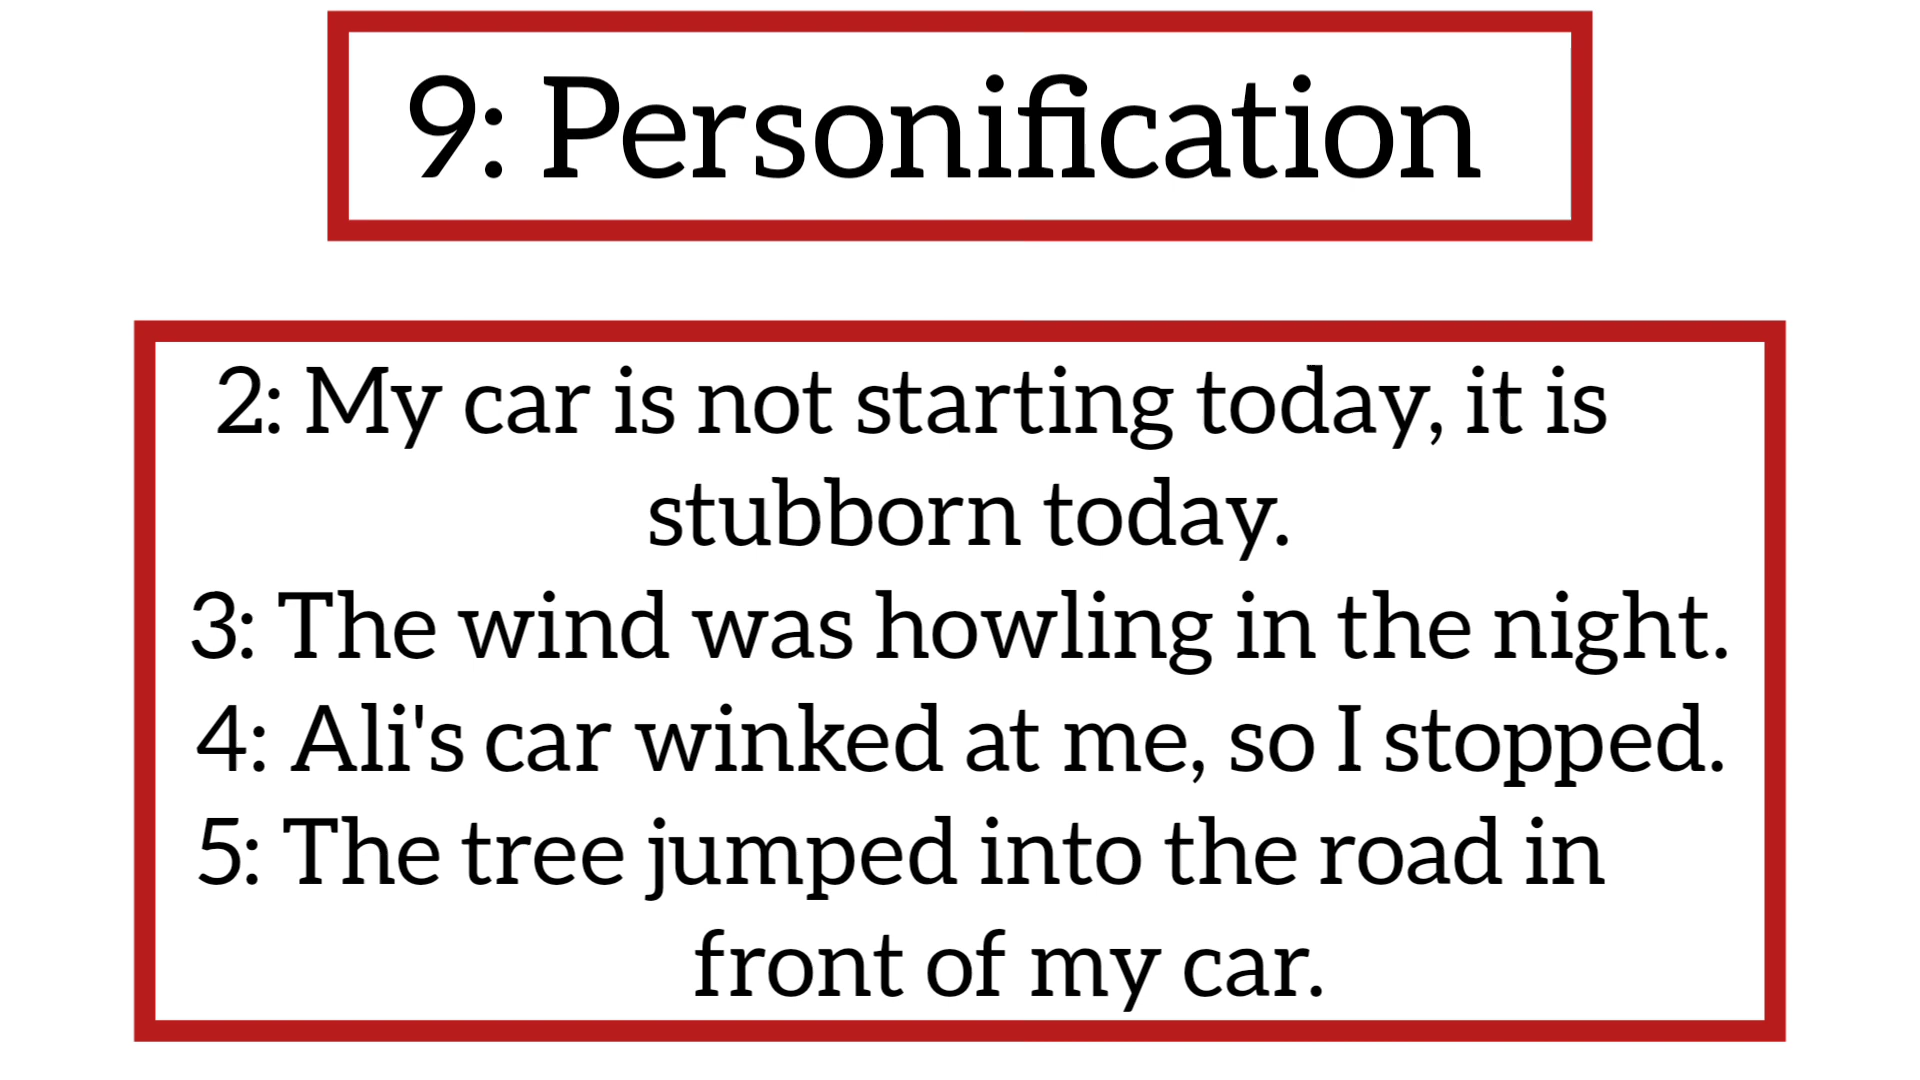 9: Personification
2: My car is not starting today, it is
stubborn today.
3: The wind was howling in the night.
4: Ali's car winked at me, so I stopped.
5: The tree jumped into the road in
front of my car.